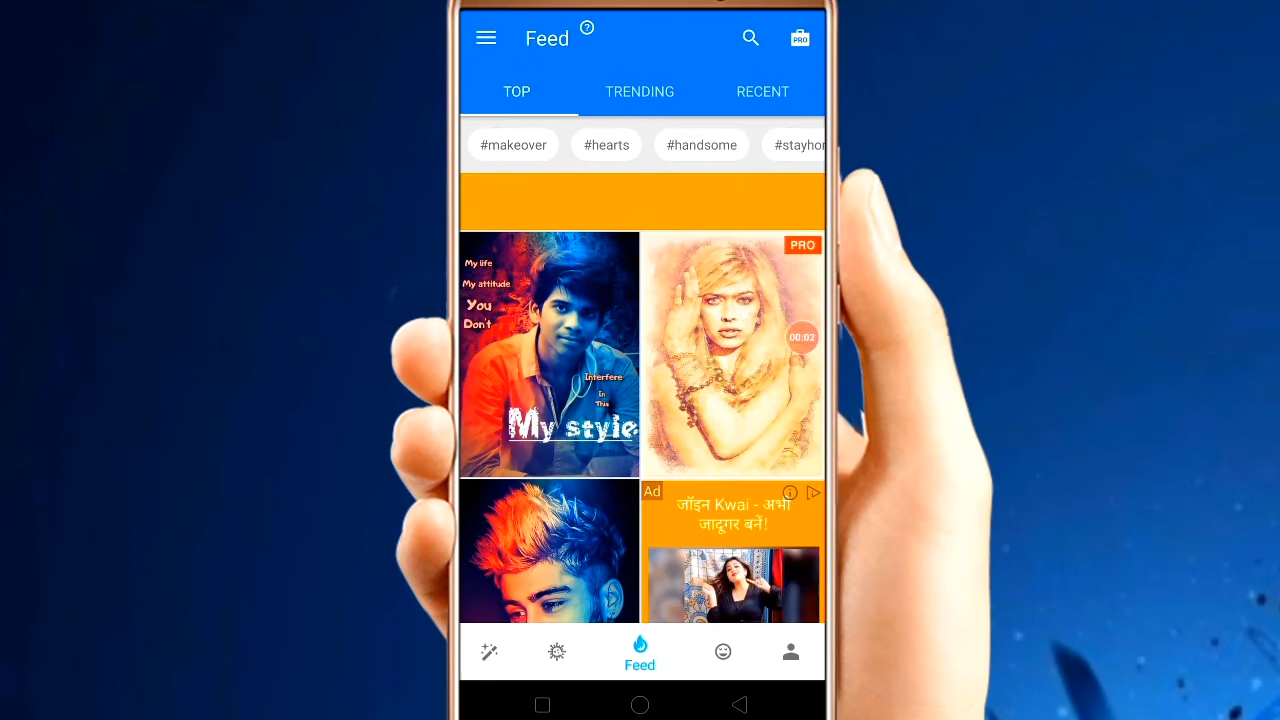 Feed
?
PRO
TOP
TRENDING
RECENT
#makeover
#hearts
#handsome
#stayhor
PRO
My life
My attitude
You
Don't
00:02
Interfere
In
This
My style
Ad
जॉइन Kwai - अभी
जादूगर बनें!
Feed